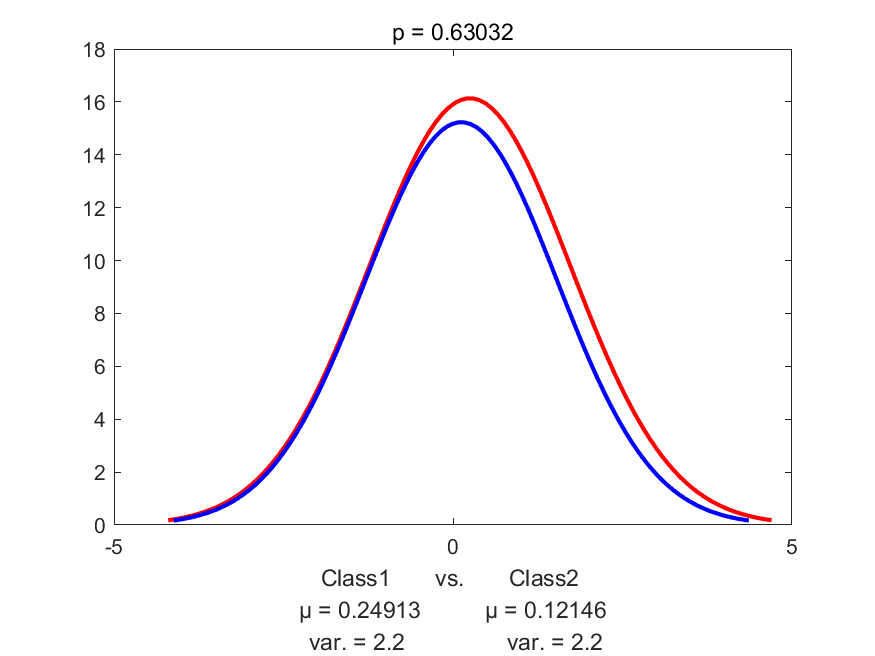 p = 0.63032
18
16
14
12
10
8
6
4
2
0
-5 0 5
Class1 vs. Class2
μ = 0.24913 μ = 0.12146
var. = 2.2 var. = 2.2